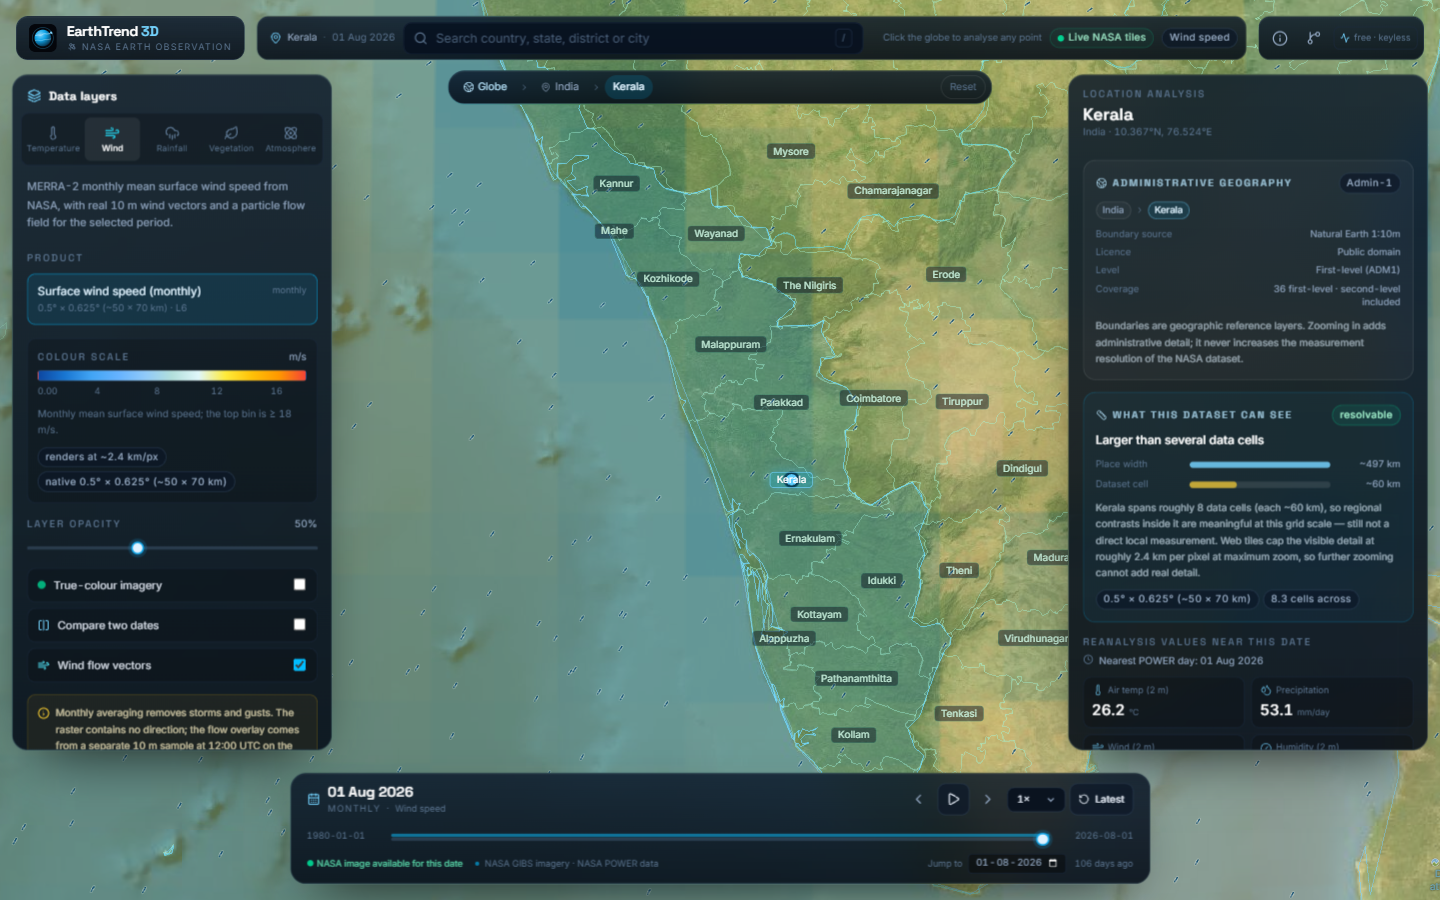 EarthTrend 3D
NASA EARTH OBSERVATION
Kerala · 01 Aug 2026
Search country, state, district or city
/
Click the globe to analyse any point
Live NASA tiles
Wind speed
free · keyless
Data layers
Temperature
Wind
Rainfall
Vegetation
Atmosphere
MERRA-2 monthly mean surface wind speed from
NASA, with real 10 m wind vectors and a particle flow
field for the selected period.
PRODUCT
Surface wind speed (monthly)
monthly
0.5° × 0.625° (~50 × 70 km) · L6
COLOUR SCALE
m/s
0.00 4 8 12 16
Monthly mean surface wind speed; the top bin is ≥ 18
m/s.
renders at ~2.4 km/px
native 0.5° × 0.625° (~50 × 70 km)
LAYER OPACITY
50%
True-colour imagery
Compare two dates
Wind flow vectors
Monthly averaging removes storms and gusts. The
raster contains no direction; the flow overlay comes
from a separate 10 m sample at 12:00 UTC on the
Globe › India › Kerala
Reset
Mysore
Kannur
Chamarajanagar
Mahe
Wayanad
Kozhikode
The Nilgiris
Erode
Malappuram
Palakkad
Coimbatore
Tiruppur
Dindigul
Kerala
Ernakulam
Madura
Theni
Idukki
Kottayam
Alappuzha
Virudhunagar
Pathanamthitta
Tenkasi
Kollam
LOCATION ANALYSIS
Kerala
India · 10.367°N, 76.524°E
ADMINISTRATIVE GEOGRAPHY
Admin-1
India › Kerala
Boundary source
Natural Earth 1:10m
Licence
Public domain
Level
First-level (ADM1)
Coverage
36 first-level · second-level
included
Boundaries are geographic reference layers. Zooming in adds
administrative detail; it never increases the measurement
resolution of the NASA dataset.
WHAT THIS DATASET CAN SEE
resolvable
Larger than several data cells
Place width
~497 km
Dataset cell
~60 km
Kerala spans roughly 8 data cells (each ~60 km), so regional
contrasts inside it are meaningful at this grid scale — still not a
direct local measurement. Web tiles cap the visible detail at
roughly 2.4 km per pixel at maximum zoom, so further zooming
cannot add real detail.
0.5° × 0.625° (~50 × 70 km)
8.3 cells across
REANALYSIS VALUES NEAR THIS DATE
Nearest POWER day: 01 Aug 2026
Air temp (2 m)
26.2 °C
Precipitation
53.1 mm/day
Wind (2 m)
Humidity (2 m)
01 Aug 2026
MONTHLY · Wind speed
1×
Latest
1980-01-01
2026-08-01
NASA image available for this date
NASA GIBS imagery · NASA POWER data
Jump to
01-08-2026
106 days ago